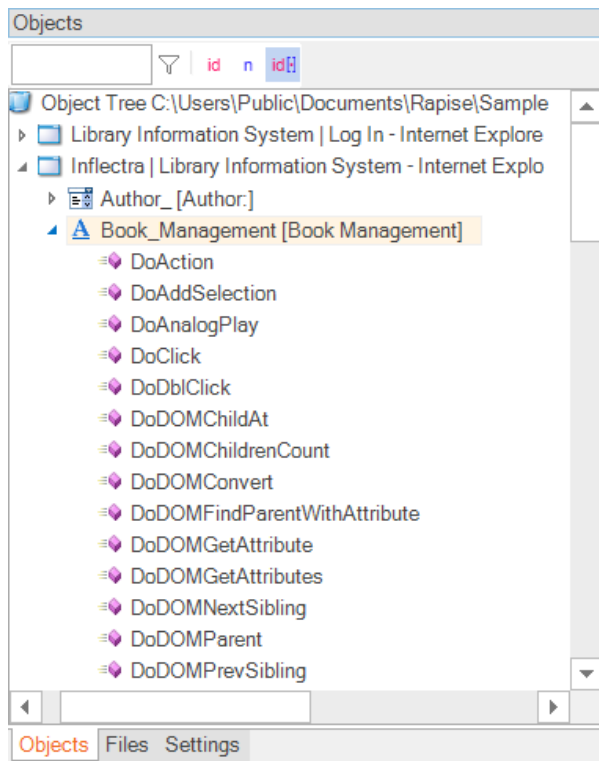 Objects
id n id[·]
Object Tree C:\Users\Public\Documents\Rapise\Sample
Library Information System | Log In - Internet Explore
Inflectra | Library Information System - Internet Explo
Author_ [Author:]
A Book_Management [Book Management]
DoAction
DoAddSelection
DoAnalogPlay
DoClick
DoDblClick
DoDOMChildAt
DoDOMChildrenCount
DoDOMConvert
DoDOMFindParentWithAttribute
DoDOMGetAttribute
DoDOMGetAttributes
DoDOMNextSibling
DoDOMParent
DoDOMPrevSibling
Objects Files Settings